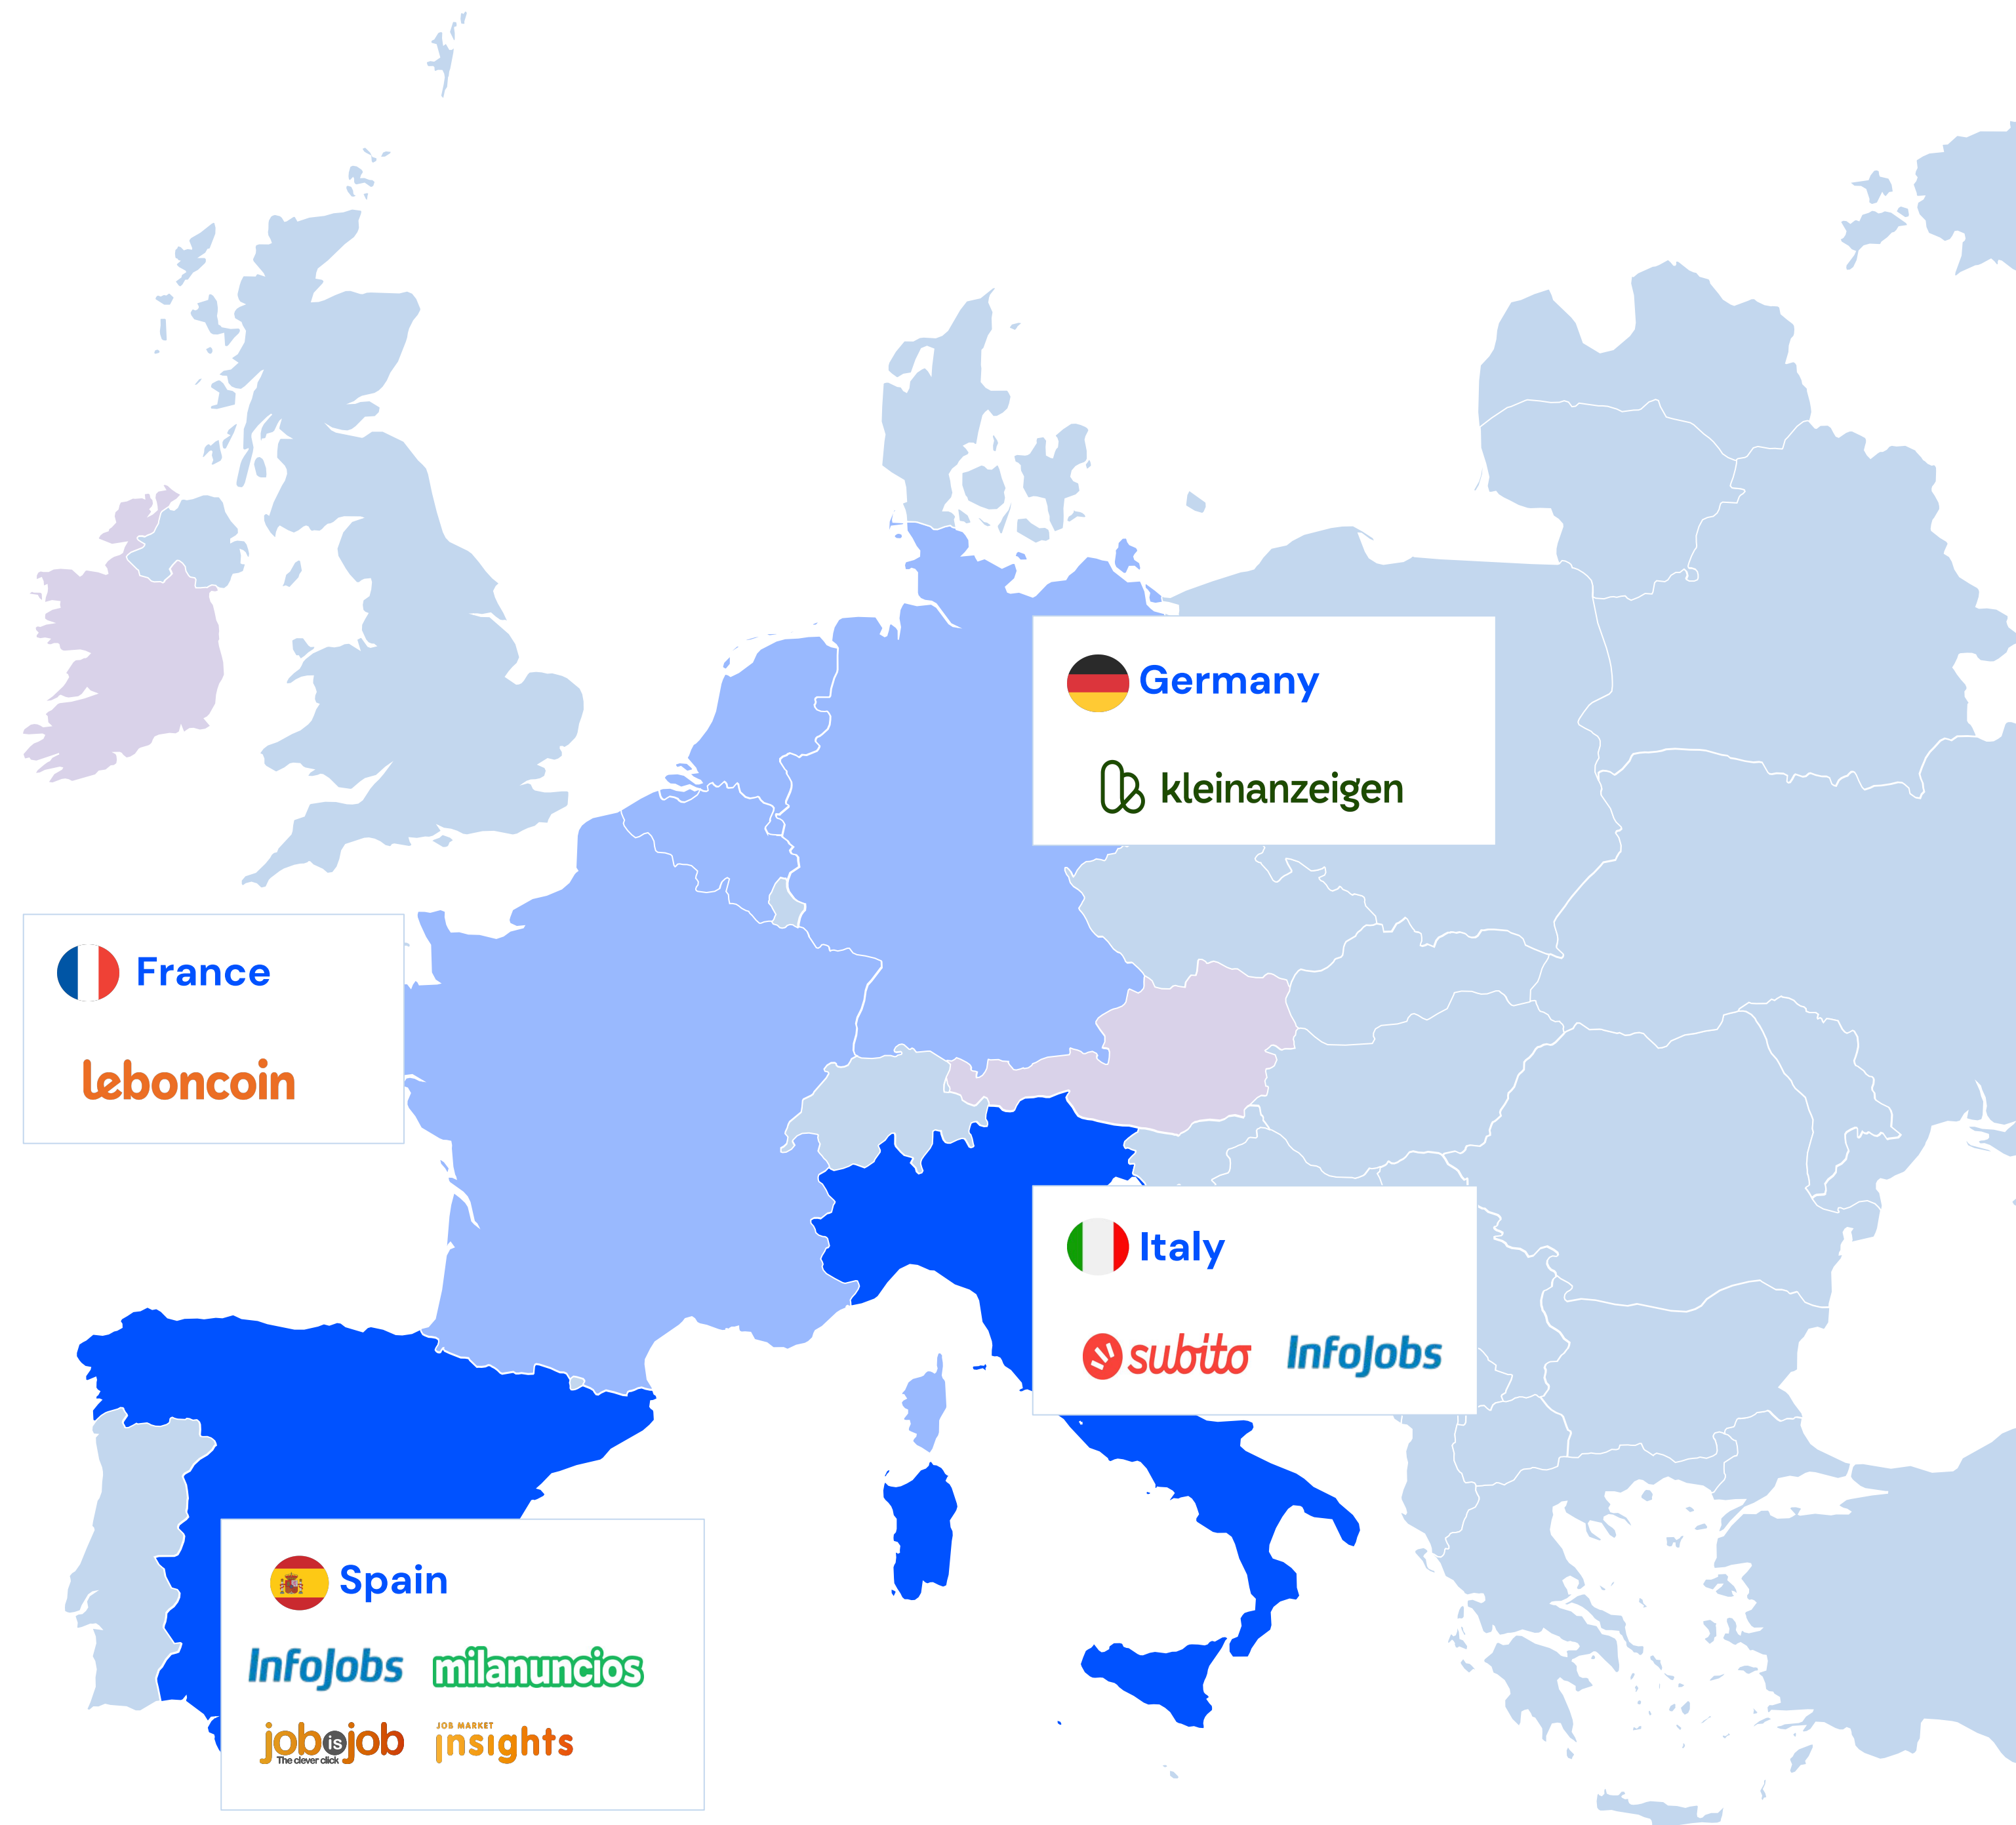 Germany
kleinanzeigen
France
leboncoin
Italy
subito InfoJobs
Spain
InfoJobs milanuncios
jobisjob
The clever click
JOB MARKET
insights